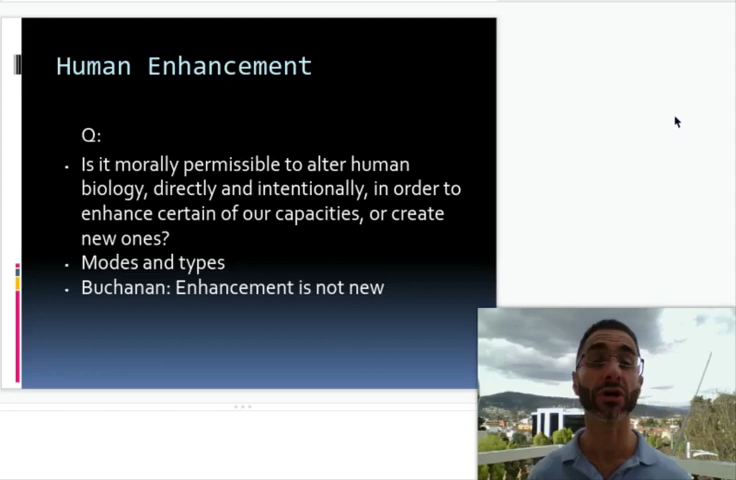 Human Enhancement
Q:
Is it morally permissible to alter human
biology, directly and intentionally, in order to
enhance certain of our capacities, or create
new ones?
Modes and types
Buchanan: Enhancement is not new